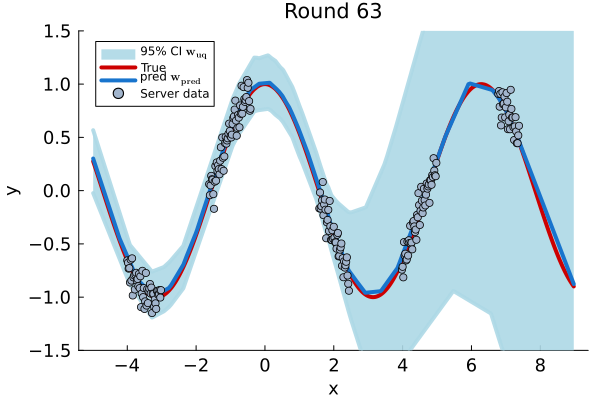 Round 63
1.5
1.0
0.5
0.0
−0.5
−1.0
−1.5
y
95% CI w_uq
True
pred w_pred
Server data
−4 −2 0 2 4 6 8
x